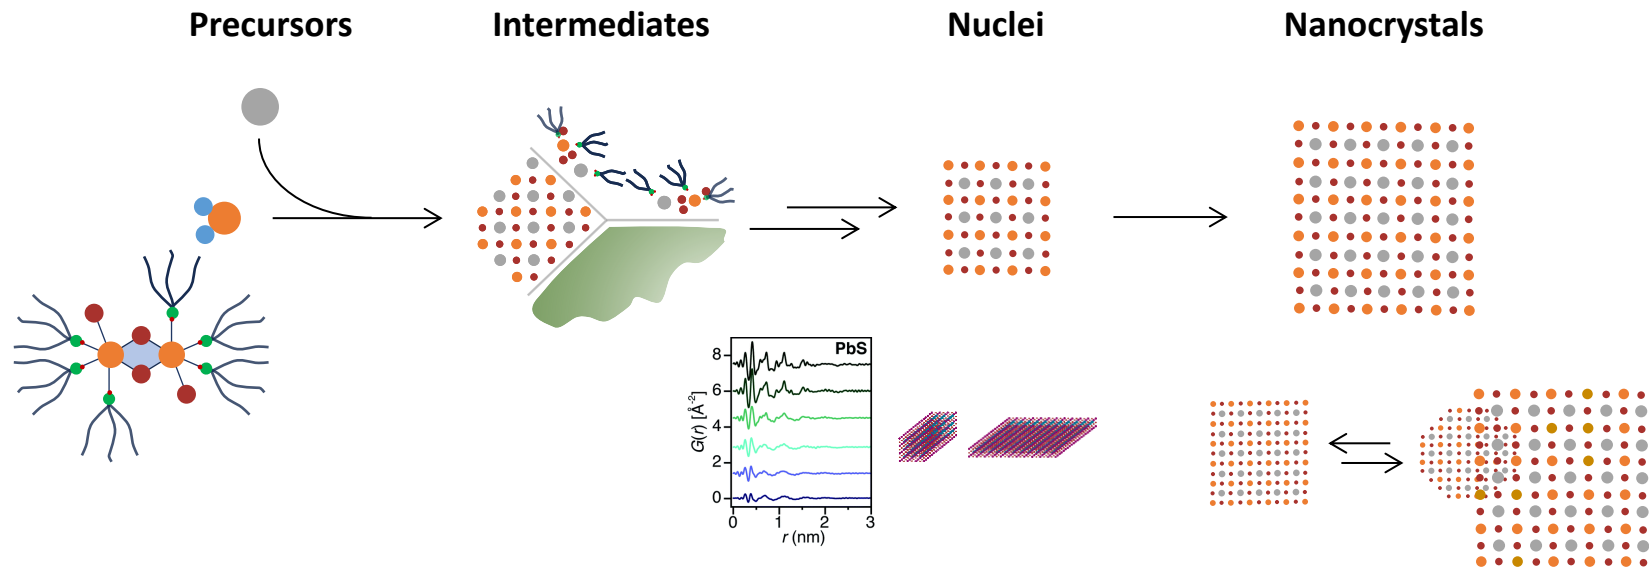 Precursors
Intermediates
Nuclei
Nanocrystals
PbS
G(r) [Å⁻²]
8
6
4
2
0
0 1 2 3
r (nm)